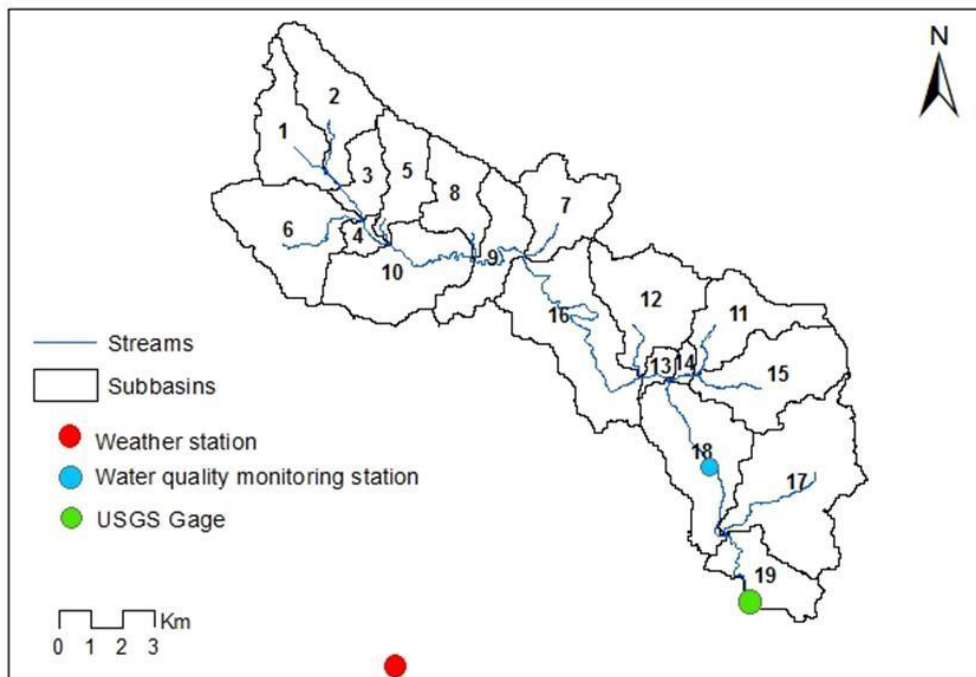 N
2
1
3
5
8
7
6
4
9
10
12
16
11
13
14
15
18
17
19
Streams
Subbasins
Weather station
Water quality monitoring station
USGS Gage
Km
0 1 2 3